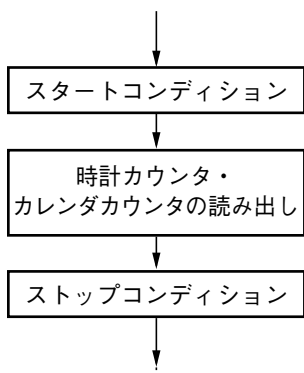 スタートコンディション
時計カウンタ・
カレンダカウンタの読み出し
ストップコンディション